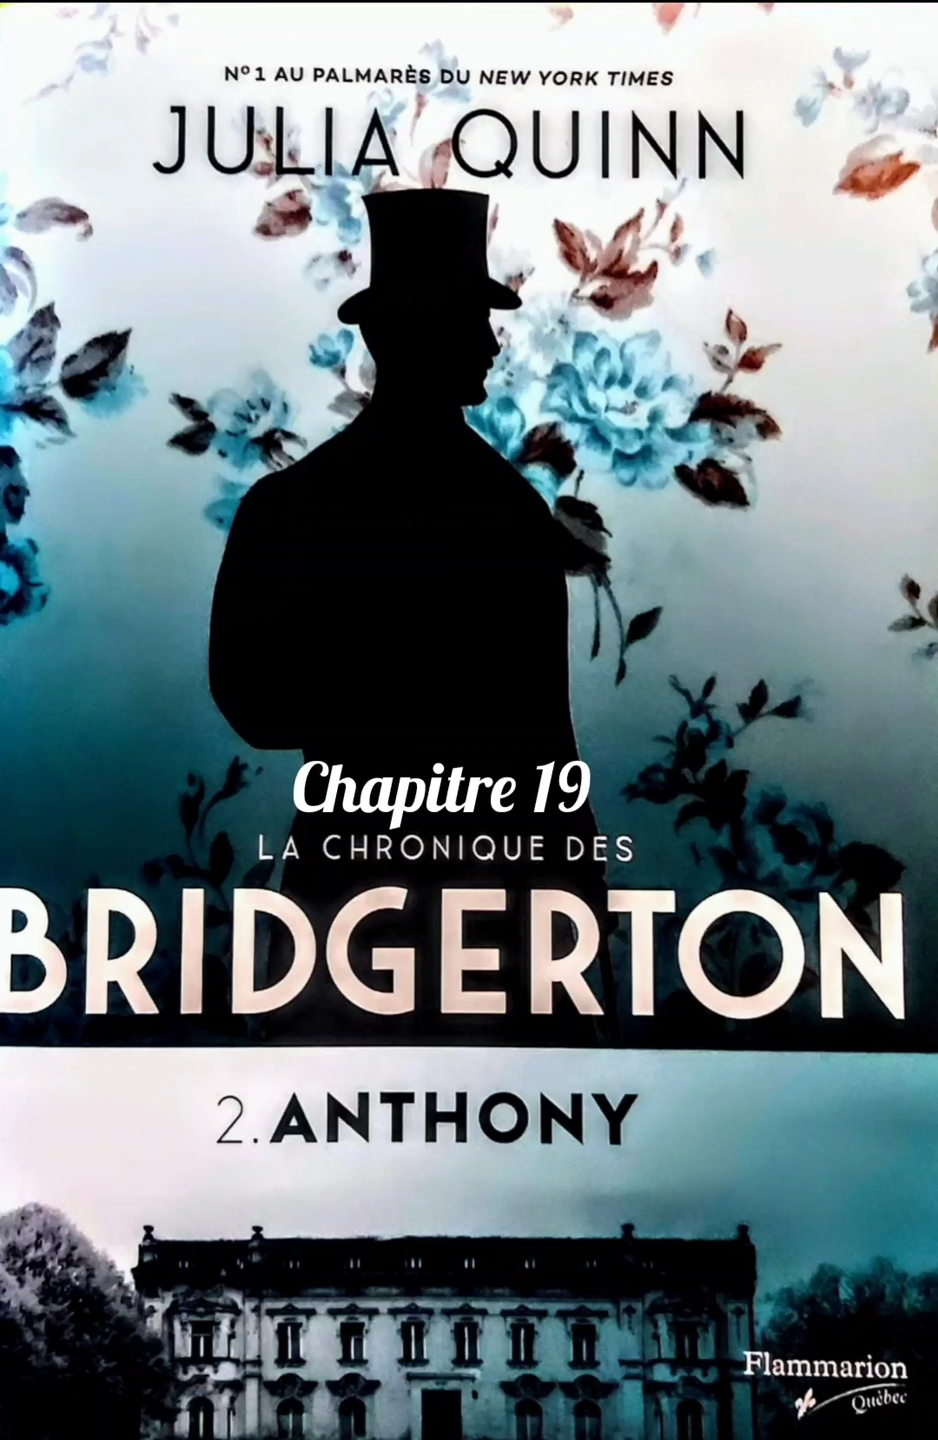 Nº1 AU PALMARÈS DU NEW YORK TIMES
JULIA QUINN
Chapitre 19
LA CHRONIQUE DES
BRIDGERTON
2. ANTHONY
Flammarion
Québec